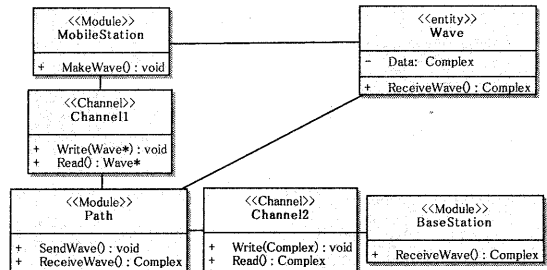 <<Module>>
MobileStation
+ MakeWave() : void
<<entity>>
Wave
- Data: Complex
+ ReceiveWave() : Complex
<<Channel>>
Channel1
+ Write(Wave*) : void
+ Read() : Wave*
<<Module>>
Path
+ SendWave() : void
+ ReceiveWave() : Complex
<<Channel>>
Channel2
+ Write(Complex) : void
+ Read() : Complex
<<Module>>
BaseStation
+ ReceiveWave() : Complex